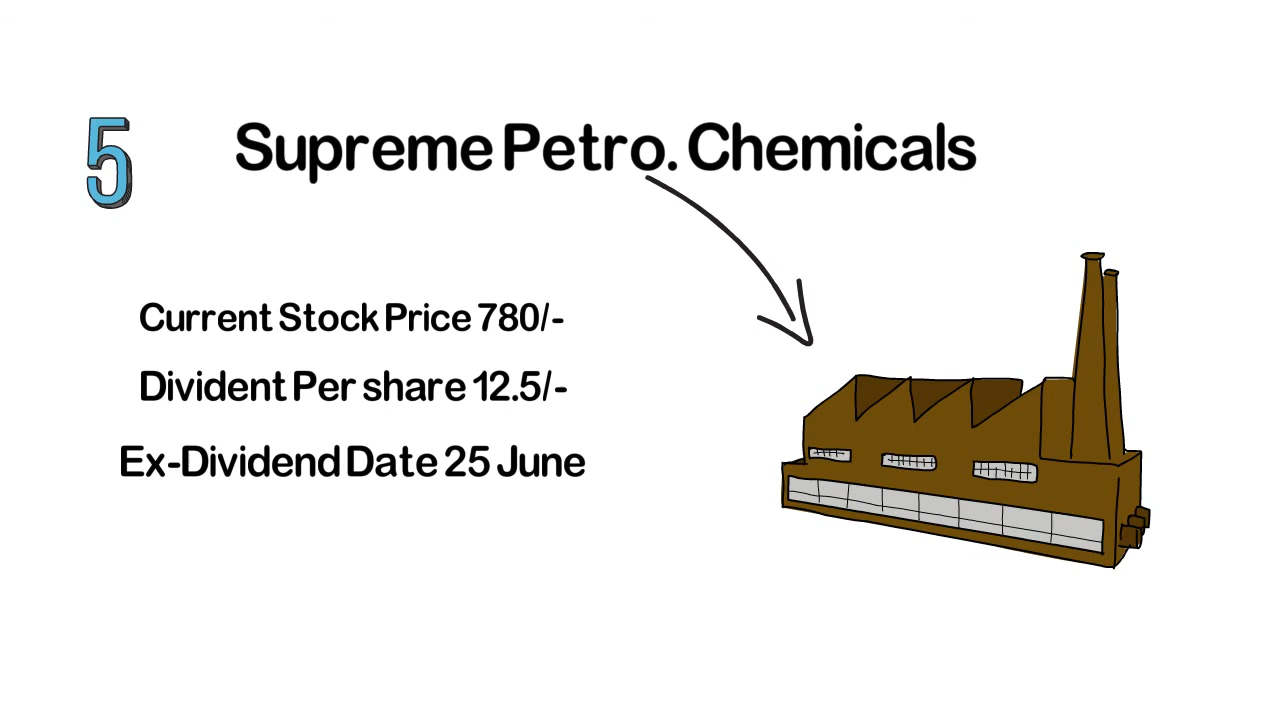 5 Supreme Petro. Chemicals
Current Stock Price 780/-
Divident Per share 12.5/-
Ex-Dividend Date 25 June